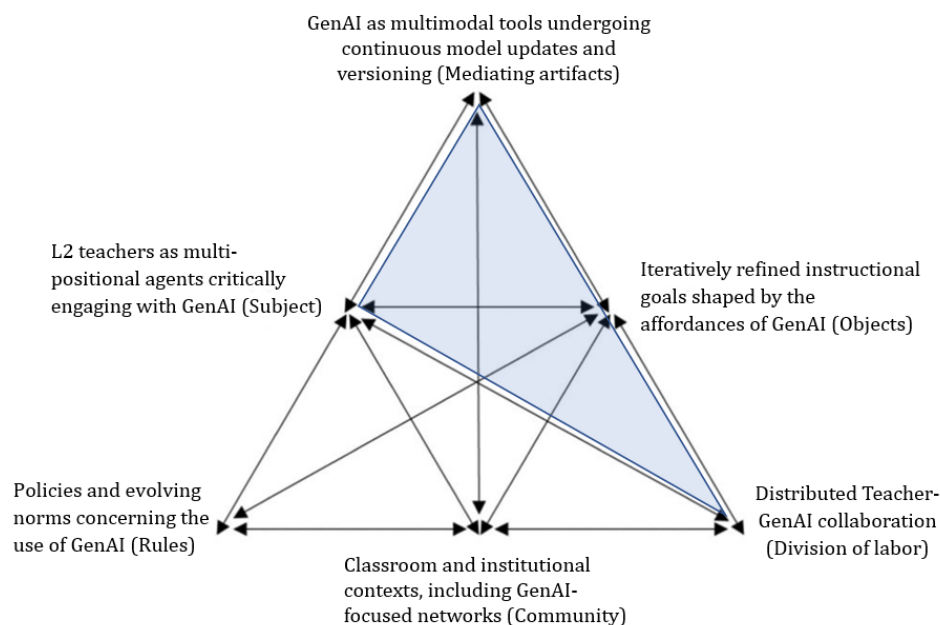 GenAI as multimodal tools undergoing
continuous model updates and
versioning (Mediating artifacts)
L2 teachers as multi-
positional agents critically
engaging with GenAI (Subject)
Iteratively refined instructional
goals shaped by the
affordances of GenAI (Objects)
Policies and evolving
norms concerning the
use of GenAI (Rules)
Classroom and institutional
contexts, including GenAI-
focused networks (Community)
Distributed Teacher-
GenAI collaboration
(Division of labor)